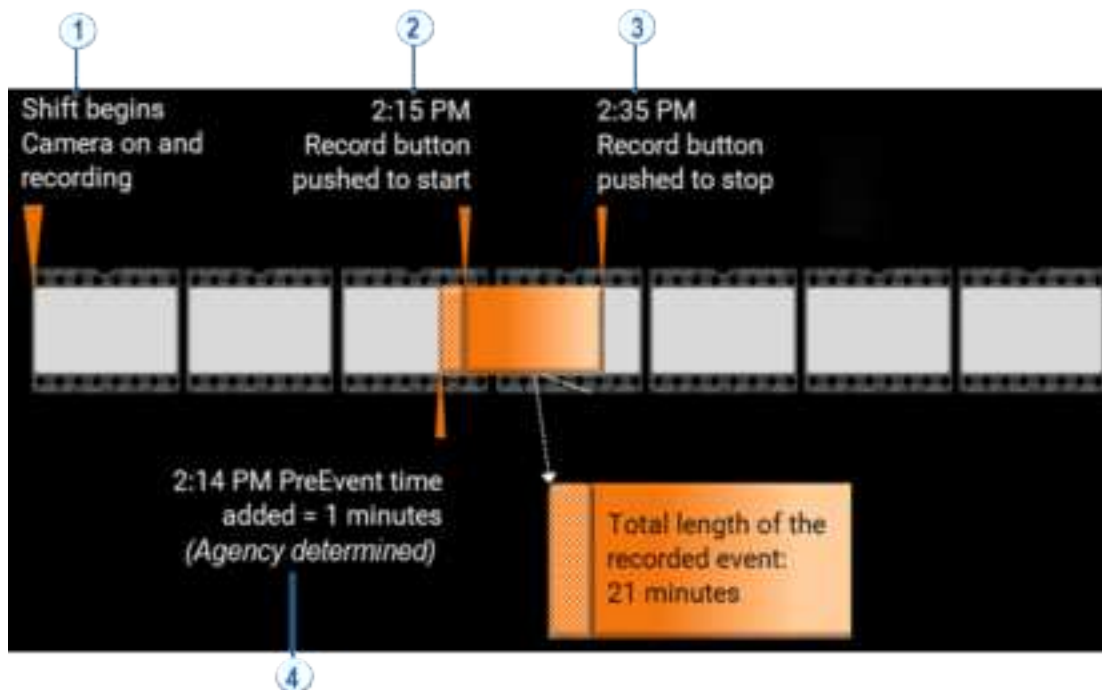 1
2
3
Shift begins
Camera on and
recording
2:15 PM
Record button
pushed to start
2:35 PM
Record button
pushed to stop
2:14 PM PreEvent time
added = 1 minutes
(Agency determined)
Total length of the
recorded event:
21 minutes
4